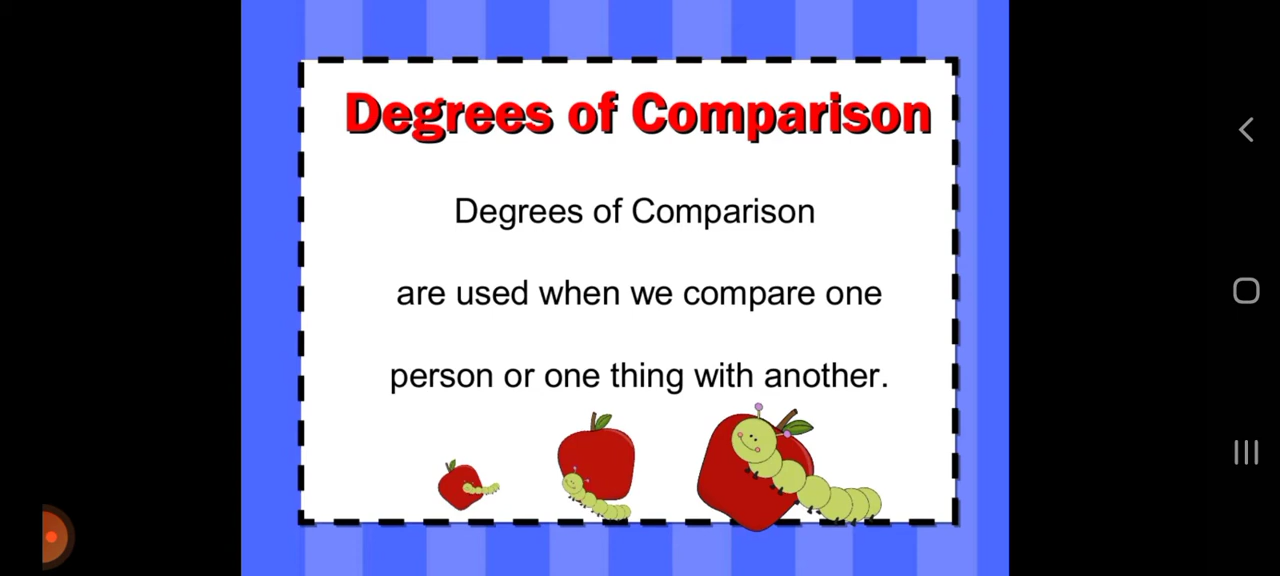 Degrees of Comparison
Degrees of Comparison
are used when we compare one
person or one thing with another.